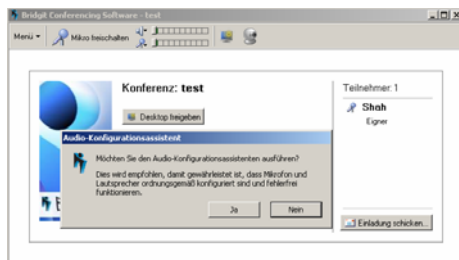 Bridgit Conferencing Software - test
Menü
Mikro freischalten
Konferenz: test
Desktop freigeben
Teilnehmer: 1
Shah
Eigner
Audio-Konfigurationsassistent
Möchten Sie den Audio-Konfigurationsassistenten ausführen?
Dies wird empfohlen, damit gewährleistet ist, dass Mikrofon und
Lautsprecher ordnungsgemäß konfiguriert sind und fehlerfrei
funktionieren.
Ja
Nein
Einladung schicken...